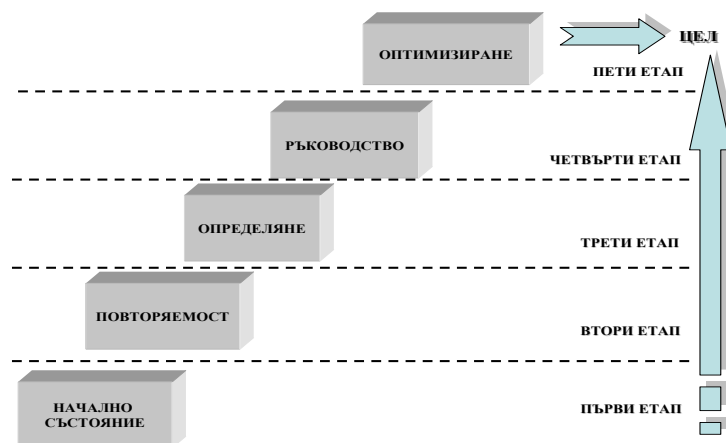 ЦЕЛ
ОПТИМИЗИРАНЕ
ПЕТИ ЕТАП
РЪКОВОДСТВО
ЧЕТВЪРТИ ЕТАП
ОПРЕДЕЛЯНЕ
ТРЕТИ ЕТАП
ПОВТОРЯЕМОСТ
ВТОРИ ЕТАП
НАЧАЛНО
СЪСТОЯНИЕ
ПЪРВИ ЕТАП